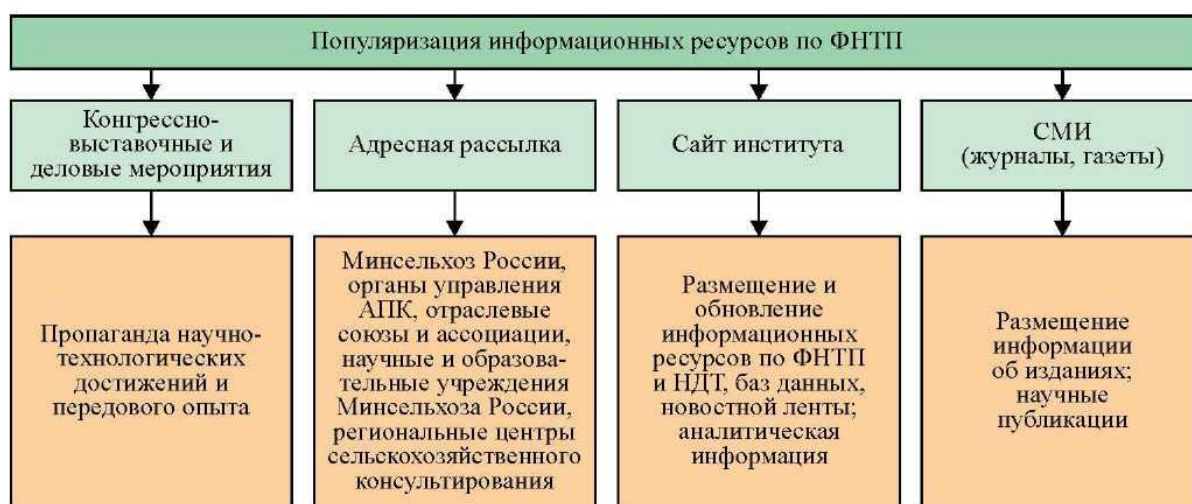 Популяризация информационных ресурсов по ФНТП
Конгрессно-
выставочные и
деловые мероприятия
Адресная рассылка
Сайт института
СМИ
(журналы, газеты)
Пропаганда научно-
технологических
достижений и
передового опыта
Минсельхоз России,
органы управления
АПК, отраслевые
союзы и ассоциации,
научные и образова-
тельные учреждения
Минсельхоза России,
региональные центры
сельскохозяйственного
консультирования
Размещение и
обновление
информационных
ресурсов по ФНТП
и НДТ, баз данных,
новостной ленты;
аналитическая
информация
Размещение
информации
об изданиях;
научные
публикации